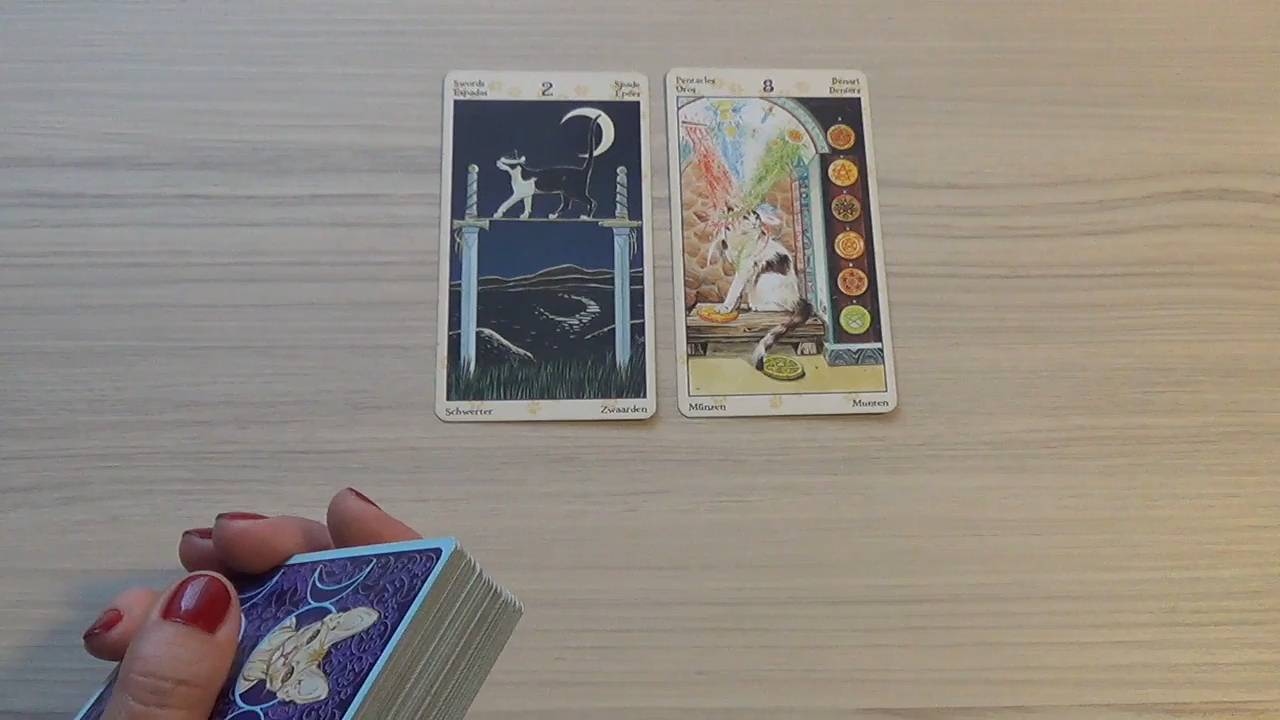 Swords
Espadas
2
Spade
Epées
Schwerter
Zwaarden
Pentacles
Oros
8
Denari
Deniers
Münzen
Munten